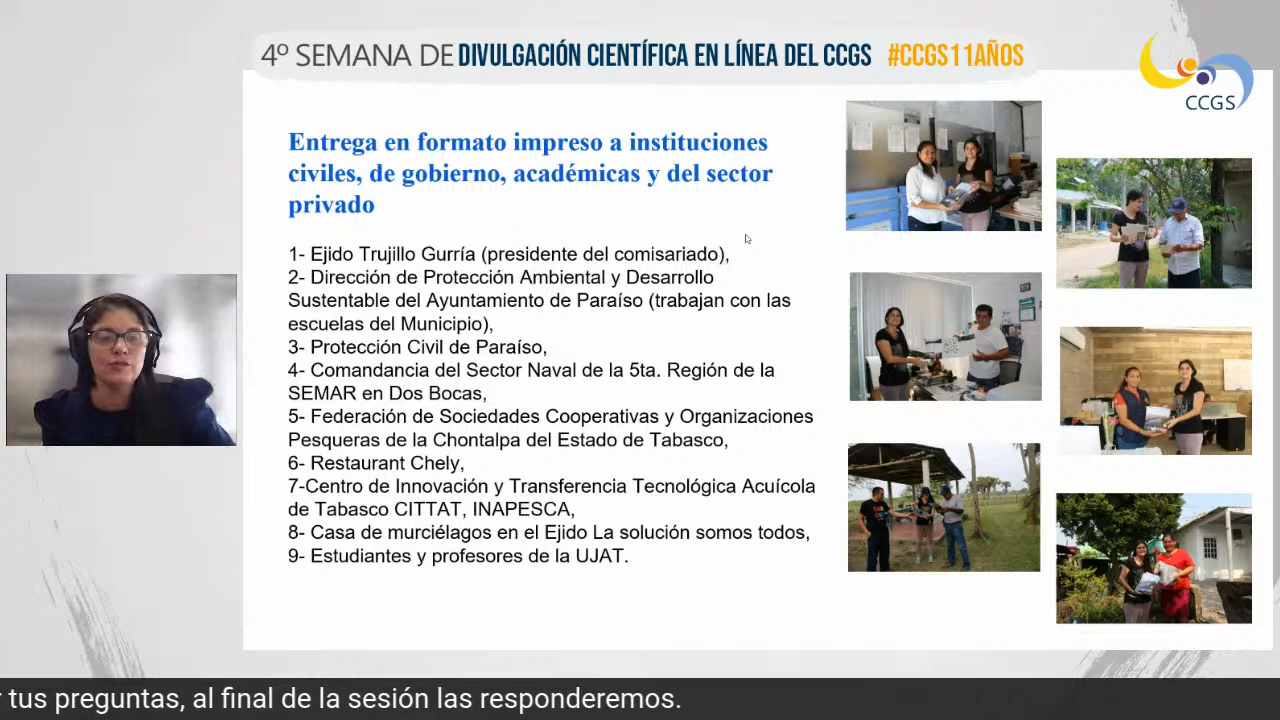 4º SEMANA DE DIVULGACIÓN CIENTÍFICA EN LÍNEA DEL CCGS #CCGS11AÑOS
CCGS
Entrega en formato impreso a instituciones
civiles, de gobierno, académicas y del sector
privado
1- Ejido Trujillo Gurría (presidente del comisariado),
2- Dirección de Protección Ambiental y Desarrollo
Sustentable del Ayuntamiento de Paraíso (trabajan con las
escuelas del Municipio),
3- Protección Civil de Paraíso,
4- Comandancia del Sector Naval de la 5ta. Región de la
SEMAR en Dos Bocas,
5- Federación de Sociedades Cooperativas y Organizaciones
Pesqueras de la Chontalpa del Estado de Tabasco,
6- Restaurant Chely,
7-Centro de Innovación y Transferencia Tecnológica Acuícola
de Tabasco CITTAT, INAPESCA,
8- Casa de murciélagos en el Ejido La solución somos todos,
9- Estudiantes y profesores de la UJAT.
tus preguntas, al final de la sesión las responderemos.